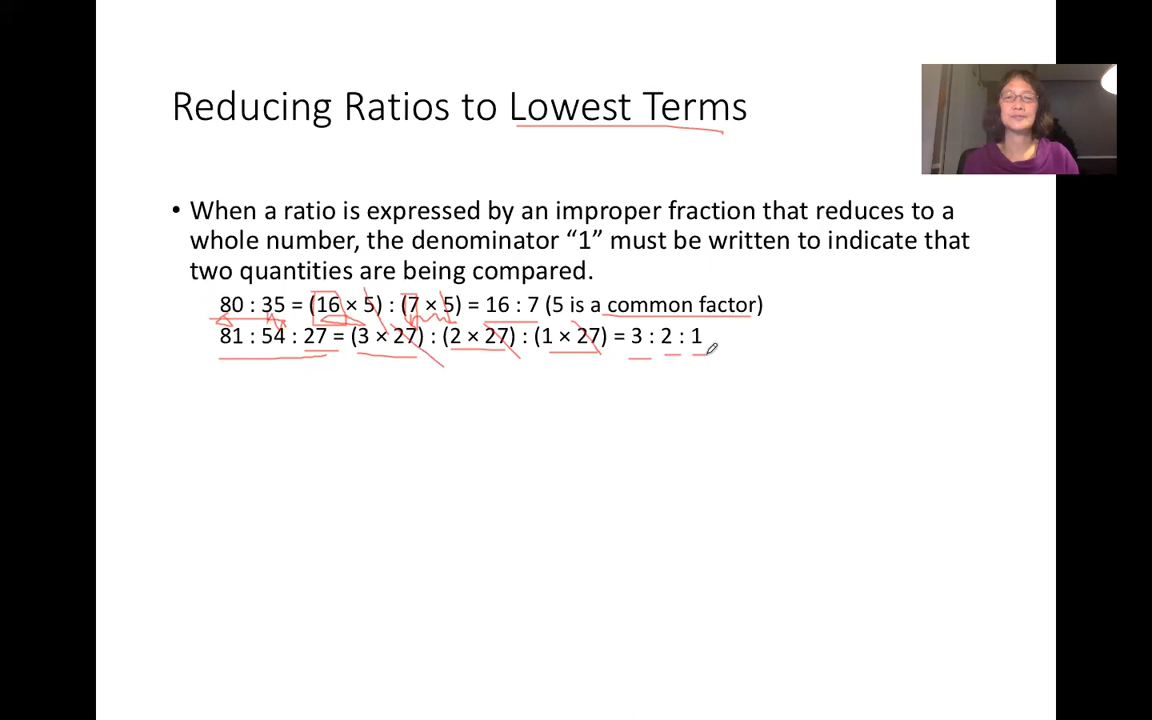 Reducing Ratios to Lowest Terms
• When a ratio is expressed by an improper fraction that reduces to a
whole number, the denominator “1” must be written to indicate that
two quantities are being compared.
80 : 35 = (16 × 5) : (7 × 5) = 16 : 7 (5 is a common factor)
81 : 54 : 27 = (3 × 27) : (2 × 27) : (1 × 27) = 3 : 2 : 1